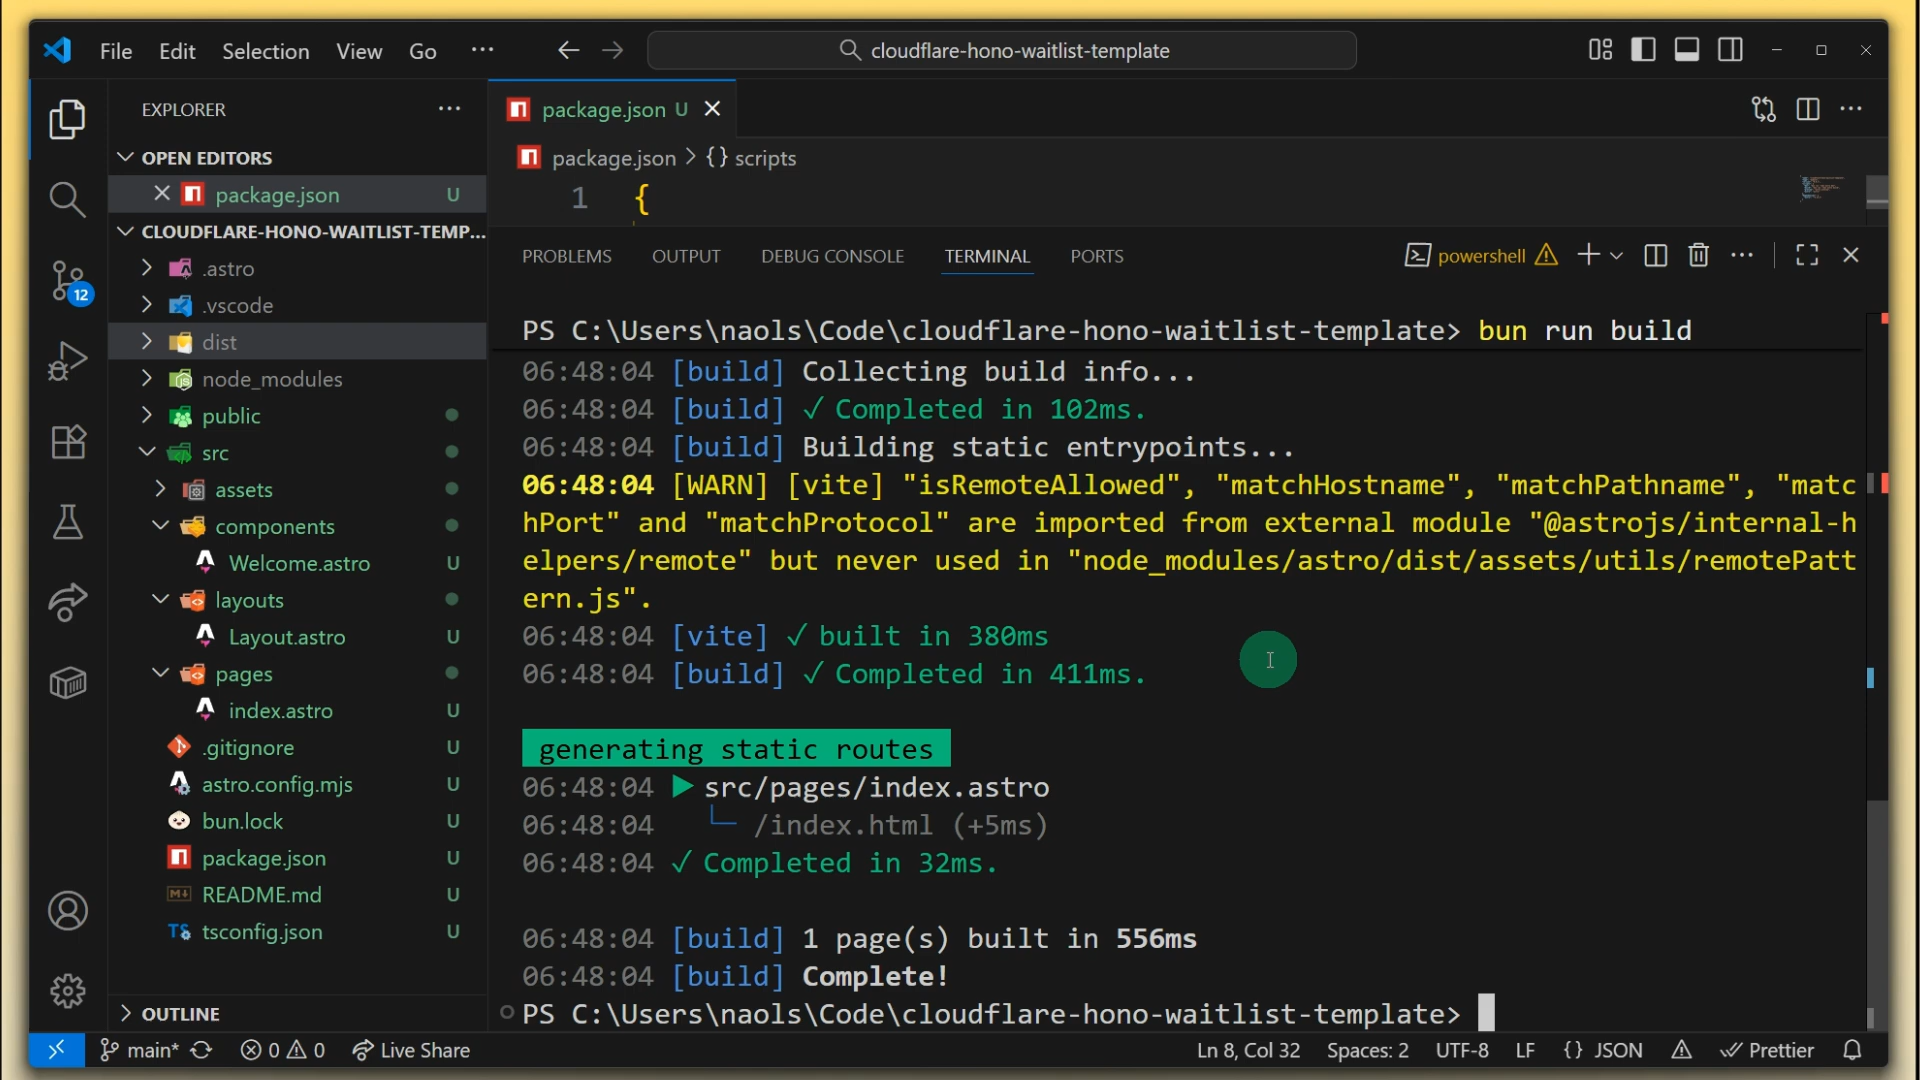 File Edit Selection View Go ··· cloudflare-hono-waitlist-template
EXPLORER
OPEN EDITORS
package.json U
CLOUDFLARE-HONO-WAITLIST-TEMP...
.astro
.vscode
dist
node_modules
public
src
assets
components
Welcome.astro U
layouts
Layout.astro U
pages
index.astro U
.gitignore U
astro.config.mjs U
bun.lock U
package.json U
README.md U
tsconfig.json U
OUTLINE
12
package.json U
package.json > {} scripts
1 {
PROBLEMS OUTPUT DEBUG CONSOLE TERMINAL PORTS powershell
PS C:\Users\naols\Code\cloudflare-hono-waitlist-template> bun run build
06:48:04 [build] Collecting build info...
06:48:04 [build] ✓ Completed in 102ms.
06:48:04 [build] Building static entrypoints...
06:48:04 [WARN] [vite] "isRemoteAllowed", "matchHostname", "matchPathname", "matc
hPort" and "matchProtocol" are imported from external module "@astrojs/internal-h
elpers/remote" but never used in "node_modules/astro/dist/assets/utils/remotePatt
ern.js".
06:48:04 [vite] ✓ built in 380ms
06:48:04 [build] ✓ Completed in 411ms.
generating static routes
06:48:04 ▶ src/pages/index.astro
06:48:04 └─ /index.html (+5ms)
06:48:04 ✓ Completed in 32ms.
06:48:04 [build] 1 page(s) built in 556ms
06:48:04 [build] Complete!
PS C:\Users\naols\Code\cloudflare-hono-waitlist-template>
main* 0 0 Live Share Ln 8, Col 32 Spaces: 2 UTF-8 LF {} JSON Prettier